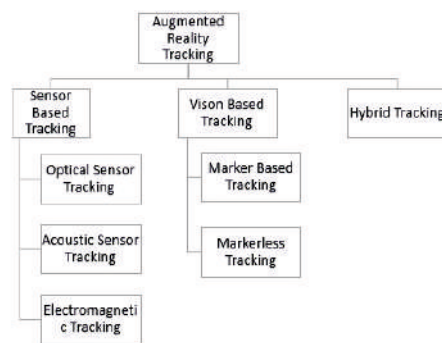 Augmented
Reality
Tracking
Sensor
Based
Tracking
Vison Based
Tracking
Hybrid Tracking
Optical Sensor
Tracking
Marker Based
Tracking
Acoustic Sensor
Tracking
Markerless
Tracking
Electromagneti
c Tracking